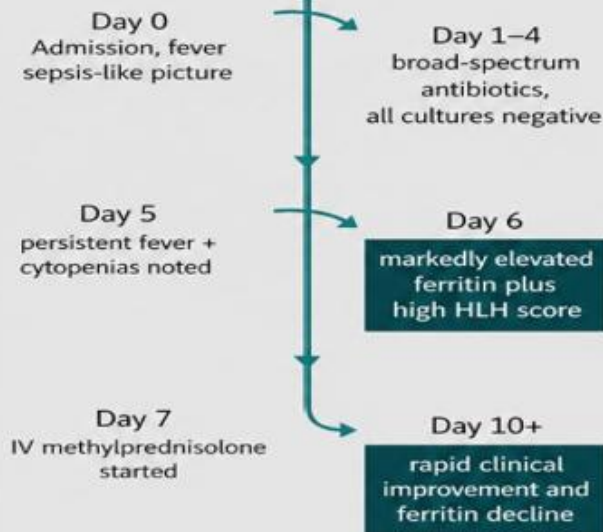 Day 0
Admission, fever
sepsis-like picture
Day 1–4
broad-spectrum
antibiotics,
all cultures negative
Day 5
persistent fever +
cytopenias noted
Day 6
markedly elevated
ferritin plus
high HLH score
Day 7
IV methylprednisolone
started
Day 10+
rapid clinical
improvement and
ferritin decline